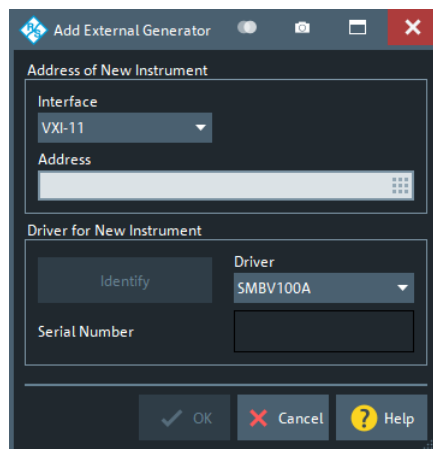 R&S Add External Generator
Address of New Instrument
Interface
VXI-11
Address
Driver for New Instrument
Identify
Driver
SMBV100A
Serial Number
OK
Cancel
? Help